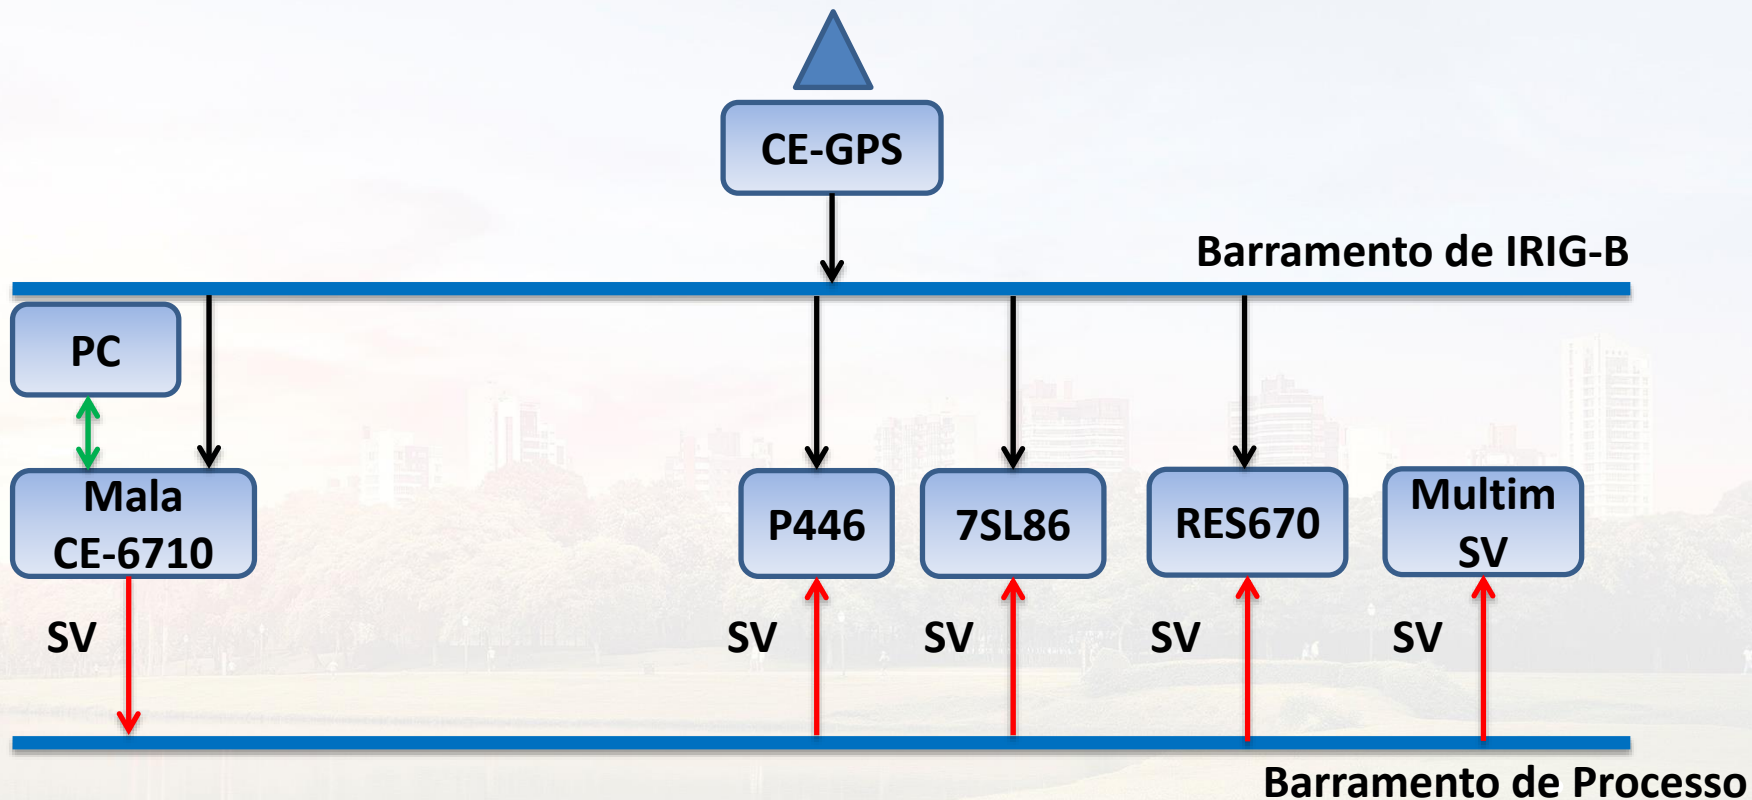 CE-GPS
Barramento de IRIG-B
PC
Mala
CE-6710
P446
7SL86
RES670
Multim
SV
SV
SV
SV
SV
SV
Barramento de Processo